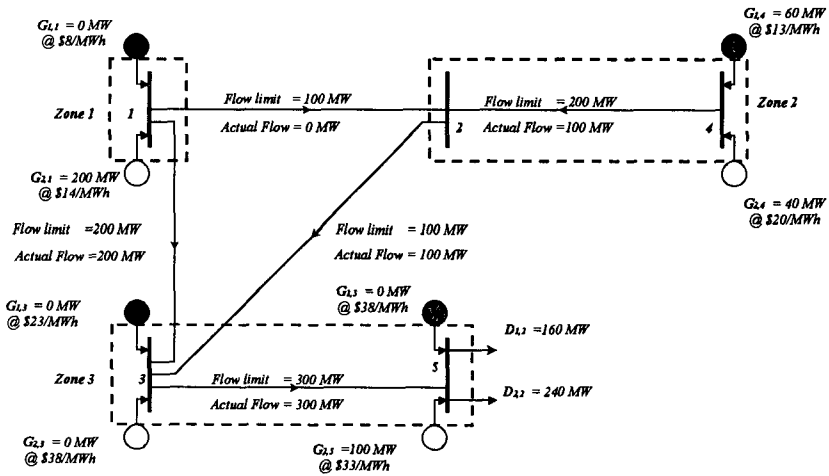 G1,1 = 0 MW
@ $8/MWh
G1,4 = 60 MW
@ $13/MWh
Zone 1
1
Flow limit = 100 MW
Actual Flow = 0 MW
2
Flow limit = 200 MW
Actual Flow =100 MW
4
Zone 2
G2,1 = 200 MW
@ $14/MWh
G2,4 = 40 MW
@ $20/MWh
Flow limit =200 MW
Actual Flow =200 MW
Flow limit = 100 MW
Actual Flow = 100 MW
G1,3 = 0 MW
@ $23/MWh
G1,5 = 0 MW
@ $38/MWh
D1,2 =160 MW
Zone 3
3
Flow limit = 300 MW
Actual Flow = 300 MW
5
D2,2 = 240 MW
G2,3 = 0 MW
@ $38/MWh
G2,5 =100 MW
@ $33/MWh